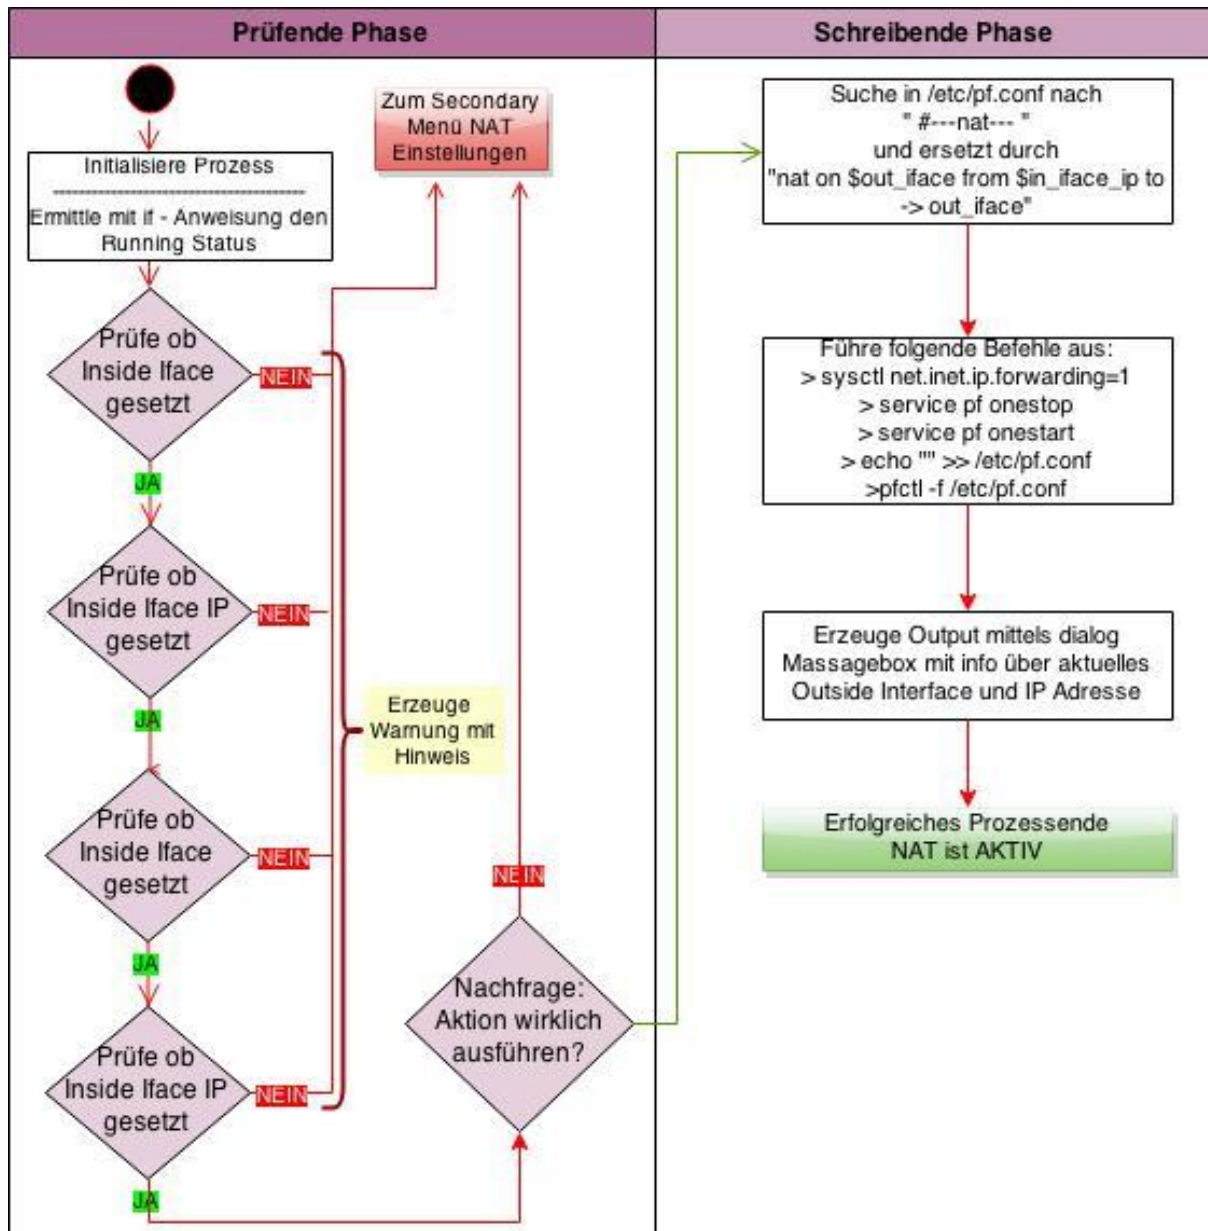 Prüfende Phase
Schreibende Phase
Initialisiere Prozess
----------------------------------------
Ermittle mit if - Anweisung den
Running Status
Zum Secondary
Menü NAT
Einstellungen
Prüfe ob
Inside Iface
gesetzt
NEIN
JA
Prüfe ob
Inside Iface IP
gesetzt
NEIN
JA
Erzeuge
Warnung mit
Hinweis
Prüfe ob
Inside Iface
gesetzt
NEIN
JA
Prüfe ob
Inside Iface IP
gesetzt
NEIN
JA
NEIN
Nachfrage:
Aktion wirklich
ausführen?
Suche in /etc/pf.conf nach
" #---nat--- "
und ersetzt durch
"nat on $out_iface from $in_iface_ip to
-> out_iface"
Führe folgende Befehle aus:
> sysctl net.inet.ip.forwarding=1
> service pf onestop
> service pf onestart
> echo "" >> /etc/pf.conf
>pfctl -f /etc/pf.conf
Erzeuge Output mittels dialog
Massagebox mit info über aktuelles
Outside Interface und IP Adresse
Erfolgreiches Prozessende
NAT ist AKTIV